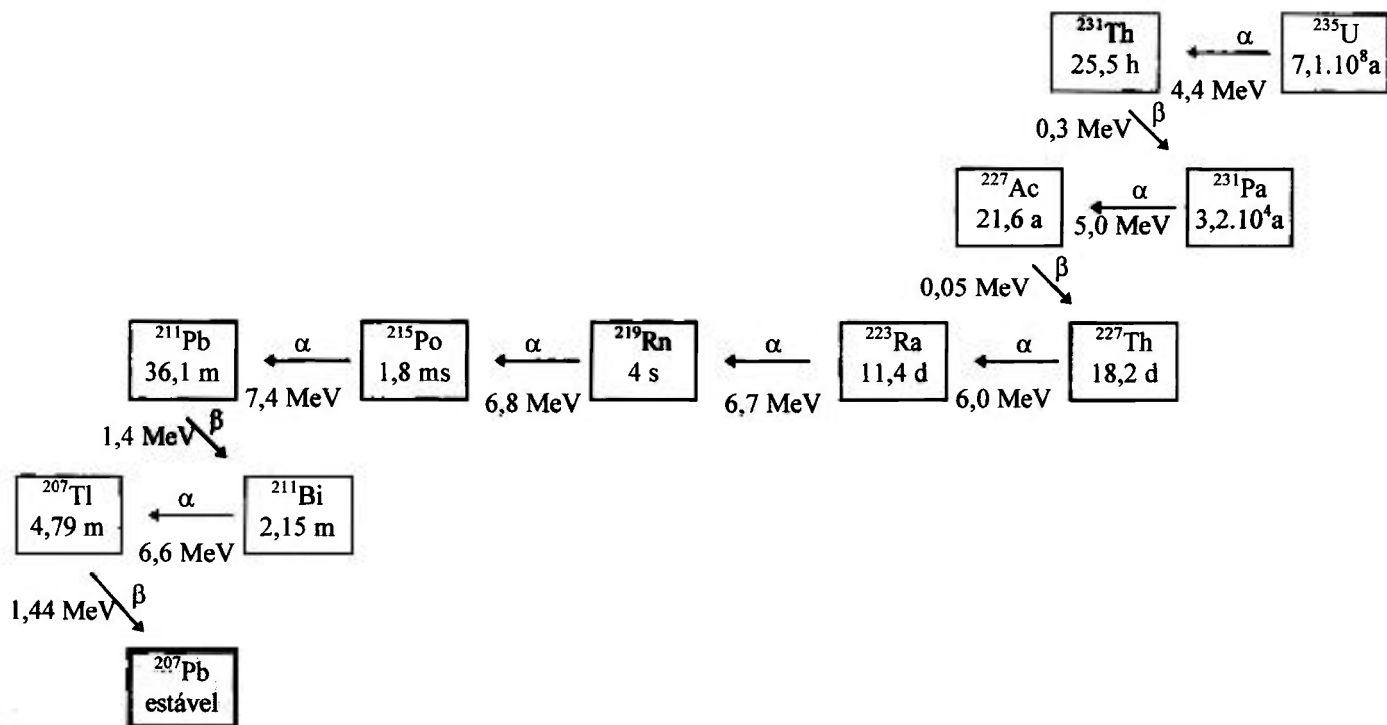 ²³¹Th
25,5 h
α
4,4 MeV
²³⁵U
7,1.10⁸a
0,3 MeV
β
²²⁷Ac
21,6 a
α
5,0 MeV
²³¹Pa
3,2.10⁴a
0,05 MeV
β
²¹¹Pb
36,1 m
α
7,4 MeV
²¹⁵Po
1,8 ms
α
6,8 MeV
²¹⁹Rn
4 s
α
6,7 MeV
²²³Ra
11,4 d
α
6,0 MeV
²²⁷Th
18,2 d
1,4 MeV
β
²⁰⁷Tl
4,79 m
α
6,6 MeV
²¹¹Bi
2,15 m
1,44 MeV
β
²⁰⁷Pb
estável